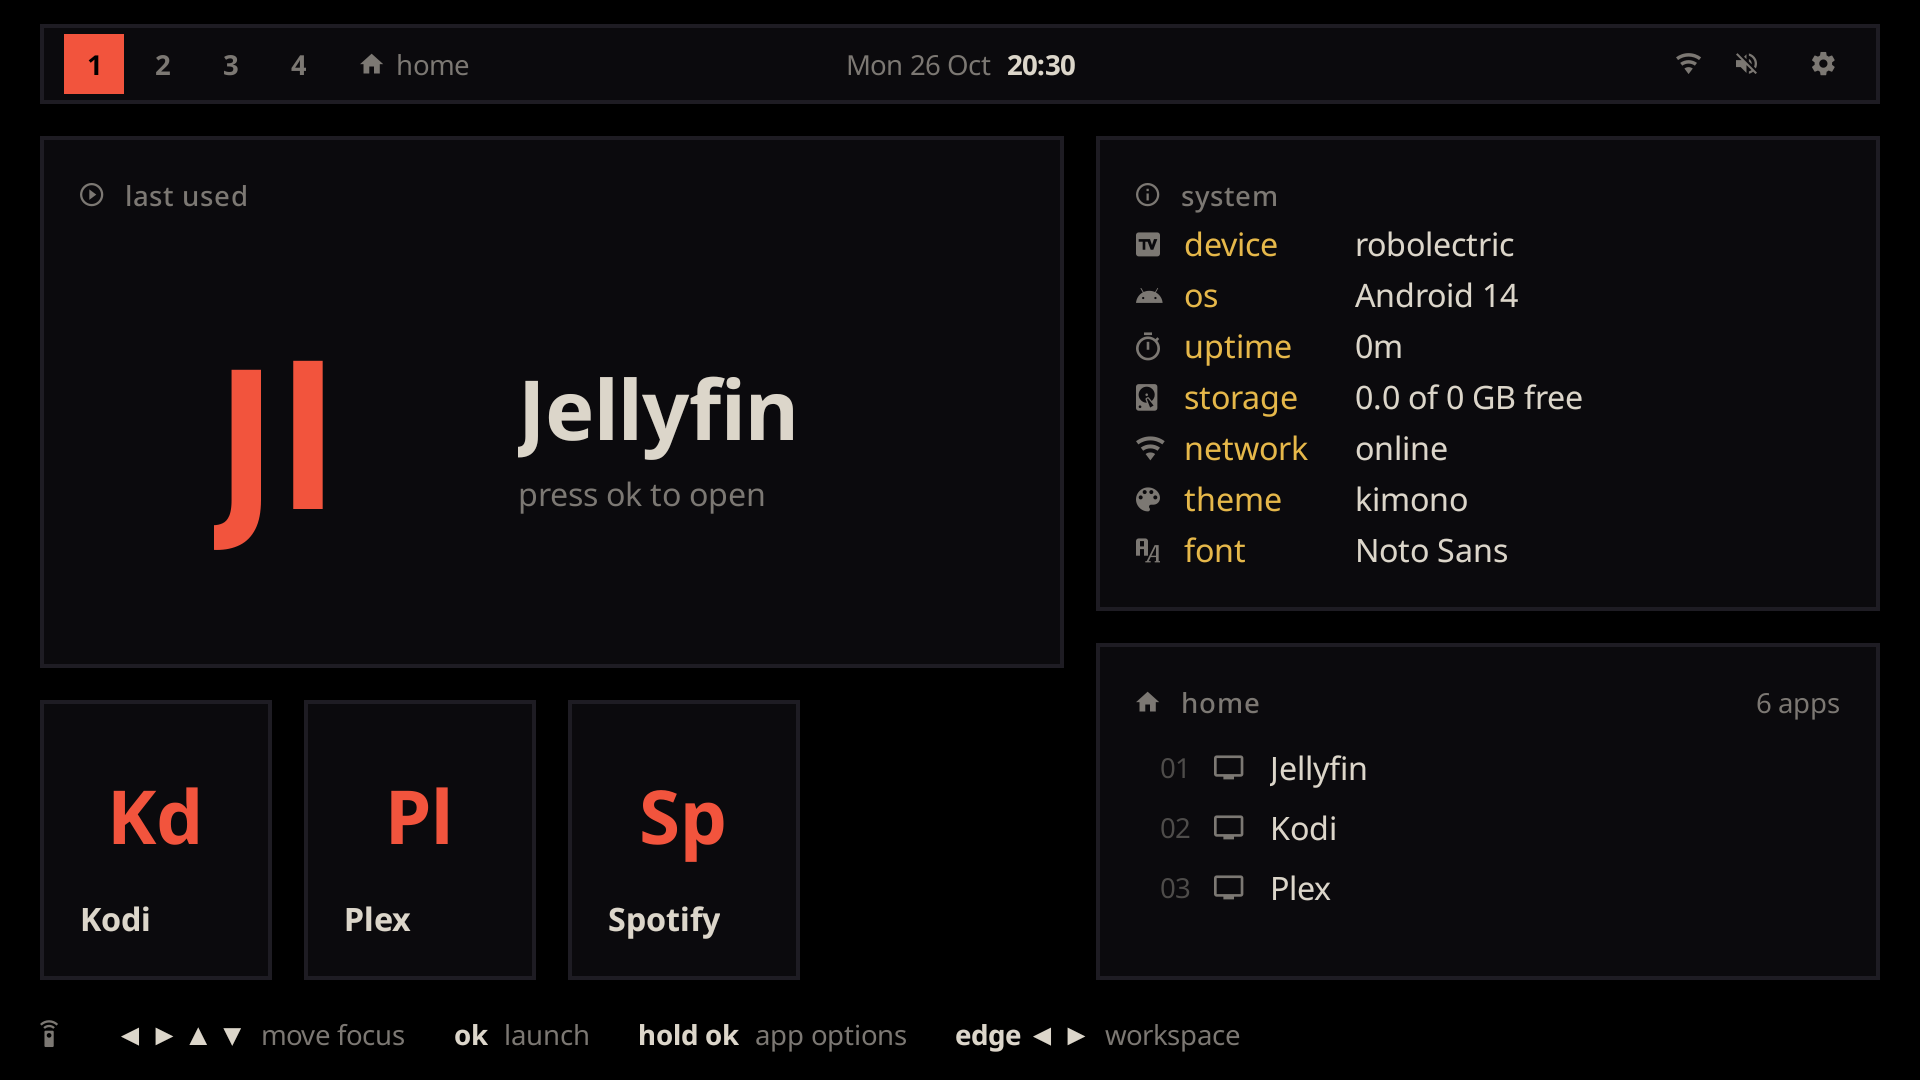 1 2 3 4 home Mon 26 Oct 20:30
last used
Jl
Jellyfin
press ok to open
Kd
Kodi
Pl
Plex
Sp
Spotify
system
device robolectric
os Android 14
uptime 0m
storage 0.0 of 0 GB free
network online
theme kimono
font Noto Sans
home 6 apps
01 Jellyfin
02 Kodi
03 Plex
◀ ▶ ▲ ▼ move focus ok launch hold ok app options edge ◀ ▶ workspace